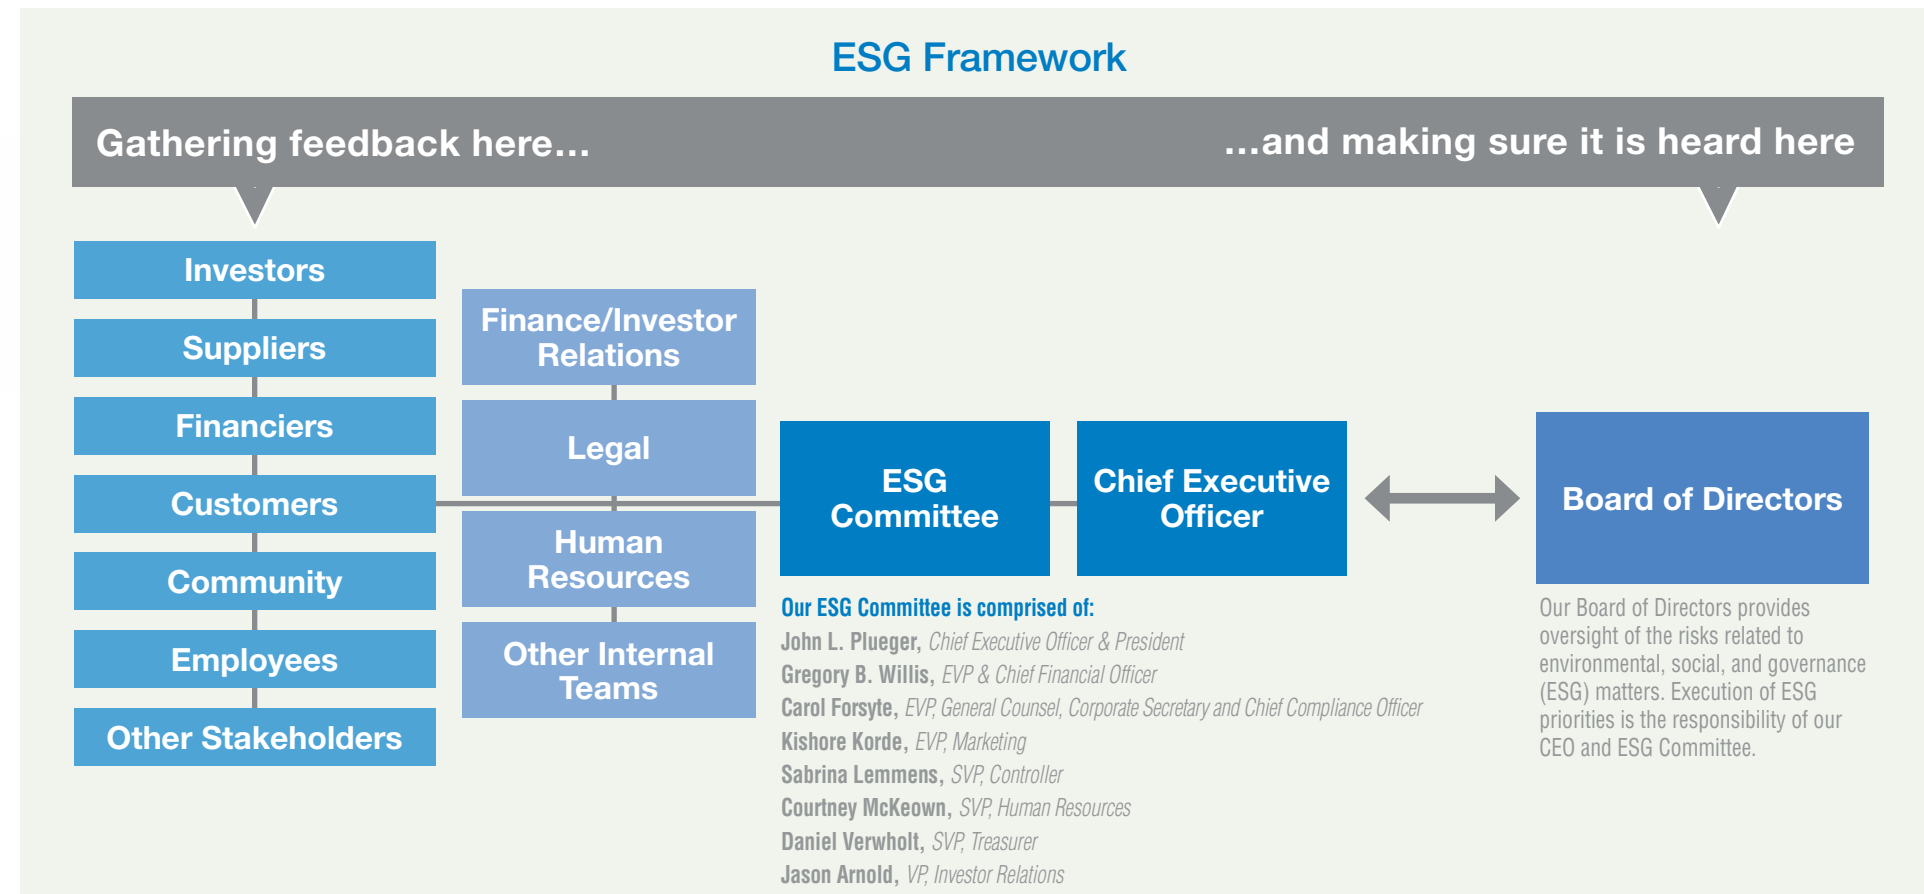 ESG Framework
Gathering feedback here…
…and making sure it is heard here
Investors
Suppliers
Financiers
Customers
Community
Employees
Other Stakeholders
Finance/Investor
Relations
Legal
Human
Resources
Other Internal
Teams
ESG
Committee
Chief Executive
Officer
Board of Directors
Our ESG Committee is comprised of:
John L. Plueger, Chief Executive Officer & President
Gregory B. Willis, EVP & Chief Financial Officer
Carol Forsyte, EVP, General Counsel, Corporate Secretary and Chief Compliance Officer
Kishore Korde, EVP, Marketing
Sabrina Lemmens, SVP, Controller
Courtney McKeown, SVP, Human Resources
Daniel Verwholt, SVP, Treasurer
Jason Arnold, VP, Investor Relations
Our Board of Directors provides
oversight of the risks related to
environmental, social, and governance
(ESG) matters. Execution of ESG
priorities is the responsibility of our
CEO and ESG Committee.